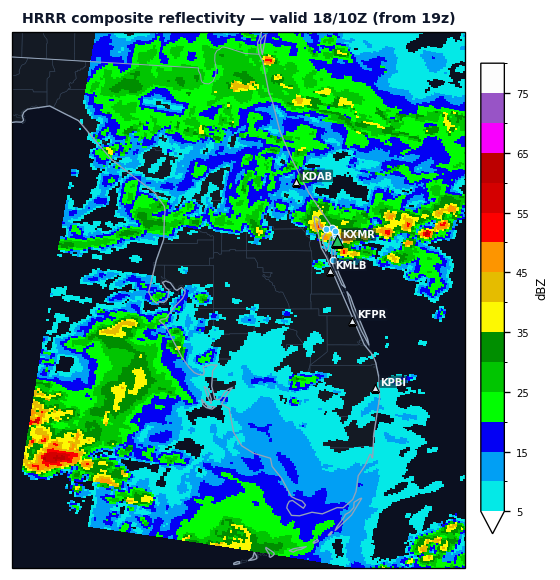 HRRR composite reflectivity — valid 18/10Z (from 19z)
75
65
55
45
35
25
15
5
dBZ
KDAB
KXMR
KMLB
KFPR
KPBI